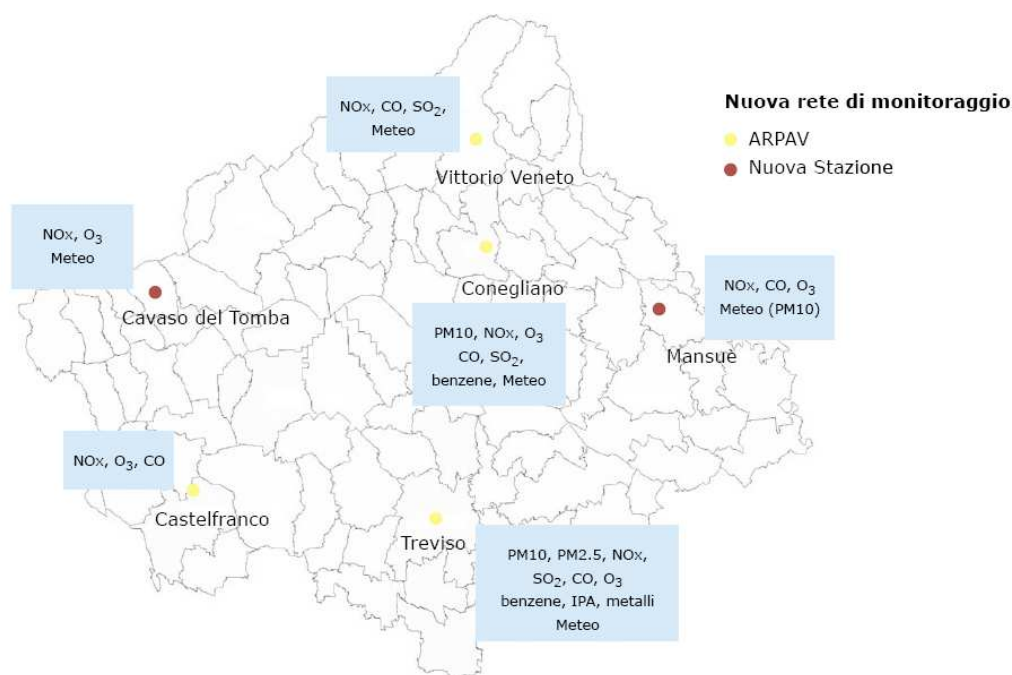 NOx, CO, SO₂,
Meteo
Nuova rete di monitoraggio
ARPAV
Nuova Stazione
Vittorio Veneto
NOx, O₃
Meteo
Cavaso del Tomba
Conegliano
PM10, NOx, O₃
CO, SO₂,
benzene, Meteo
NOx, CO, O₃
Meteo (PM10)
Mansuè
NOx, O₃, CO
Castelfranco
Treviso
PM10, PM2.5, NOx,
SO₂, CO, O₃
benzene, IPA, metalli
Meteo